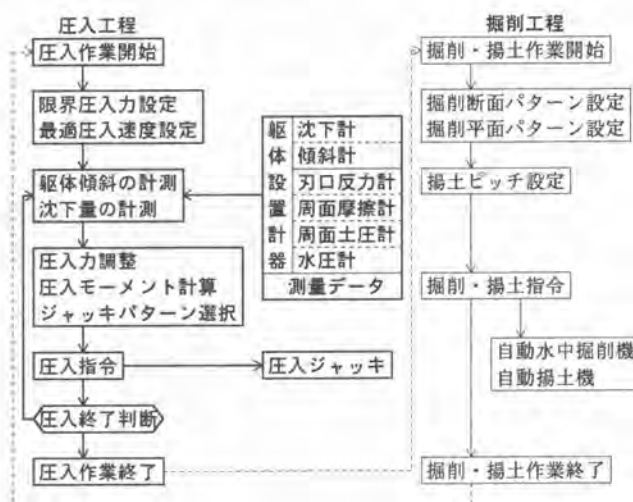 圧入工程
圧入作業開始
限界圧入力設定
最適圧入速度設定
躯体傾斜の計測
沈下量の計測
圧入力調整
圧入モーメント計算
ジャッキパターン選択
圧入指令
圧入ジャッキ
圧入終了判断
圧入作業終了
躯体設置計器
沈下計
傾斜計
刃口反力計
周面摩擦計
周面土圧計
水圧計
測量データ
掘削工程
掘削・揚土作業開始
掘削断面パターン設定
掘削平面パターン設定
揚土ピッチ設定
掘削・揚土指令
自動水中掘削機
自動揚土機
掘削・揚土作業終了